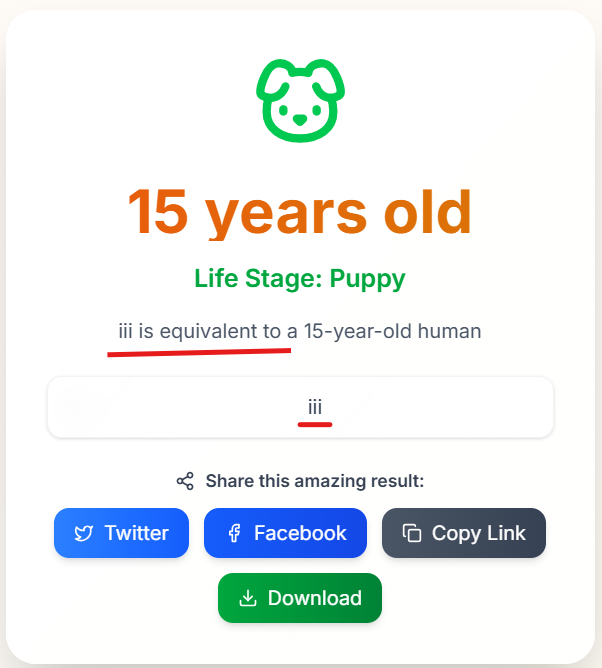 15 years old
Life Stage: Puppy
iii is equivalent to a 15-year-old human
iii
Share this amazing result:
Twitter
Facebook
Copy Link
Download